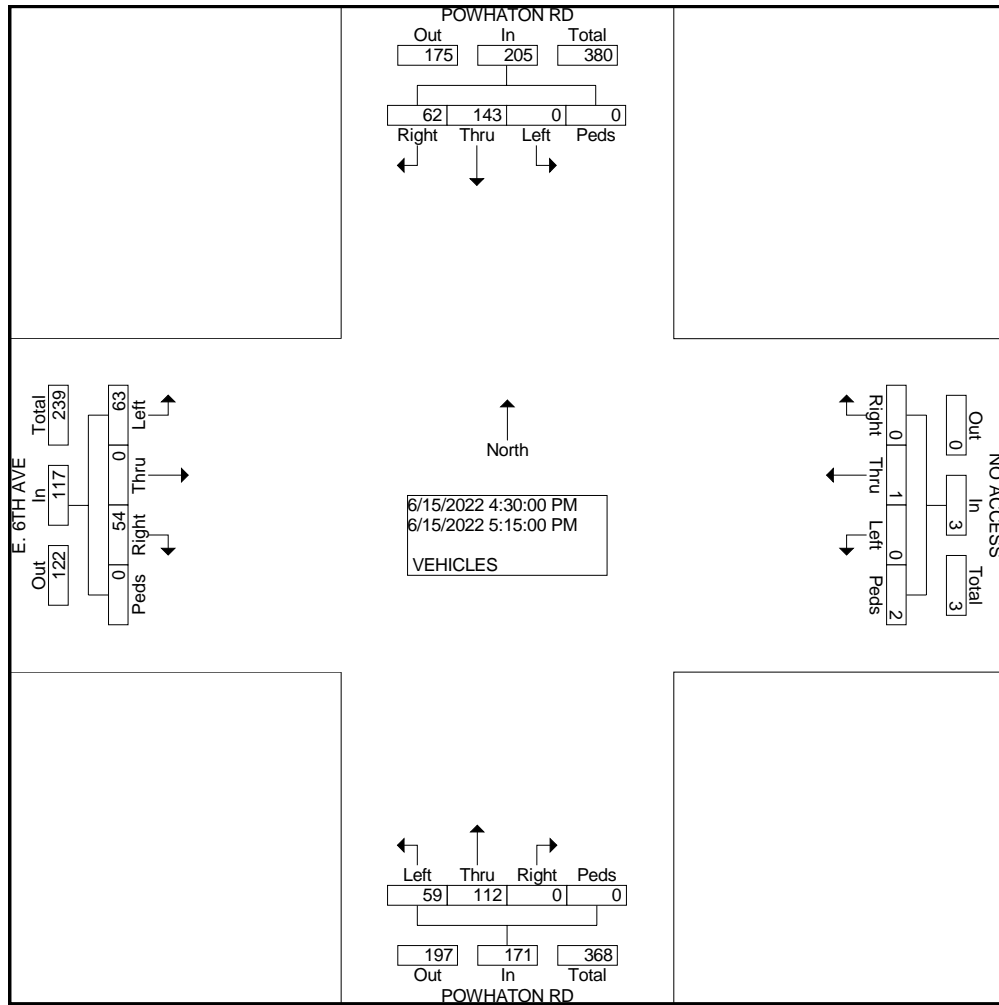 POWHATON RD
Out In Total
175 205 380
62 143 0 0
Right Thru Left Peds
E. 6TH AVE
Total In Out
239 117 122
63 0 54 0
Left Thru Right Peds
North
6/15/2022 4:30:00 PM
6/15/2022 5:15:00 PM
VEHICLES
NO ACCESS
Out In Total
0 3 3
0 1 0 2
Right Thru Left Peds
Left Thru Right Peds
59 112 0 0
197 171 368
Out In Total
POWHATON RD